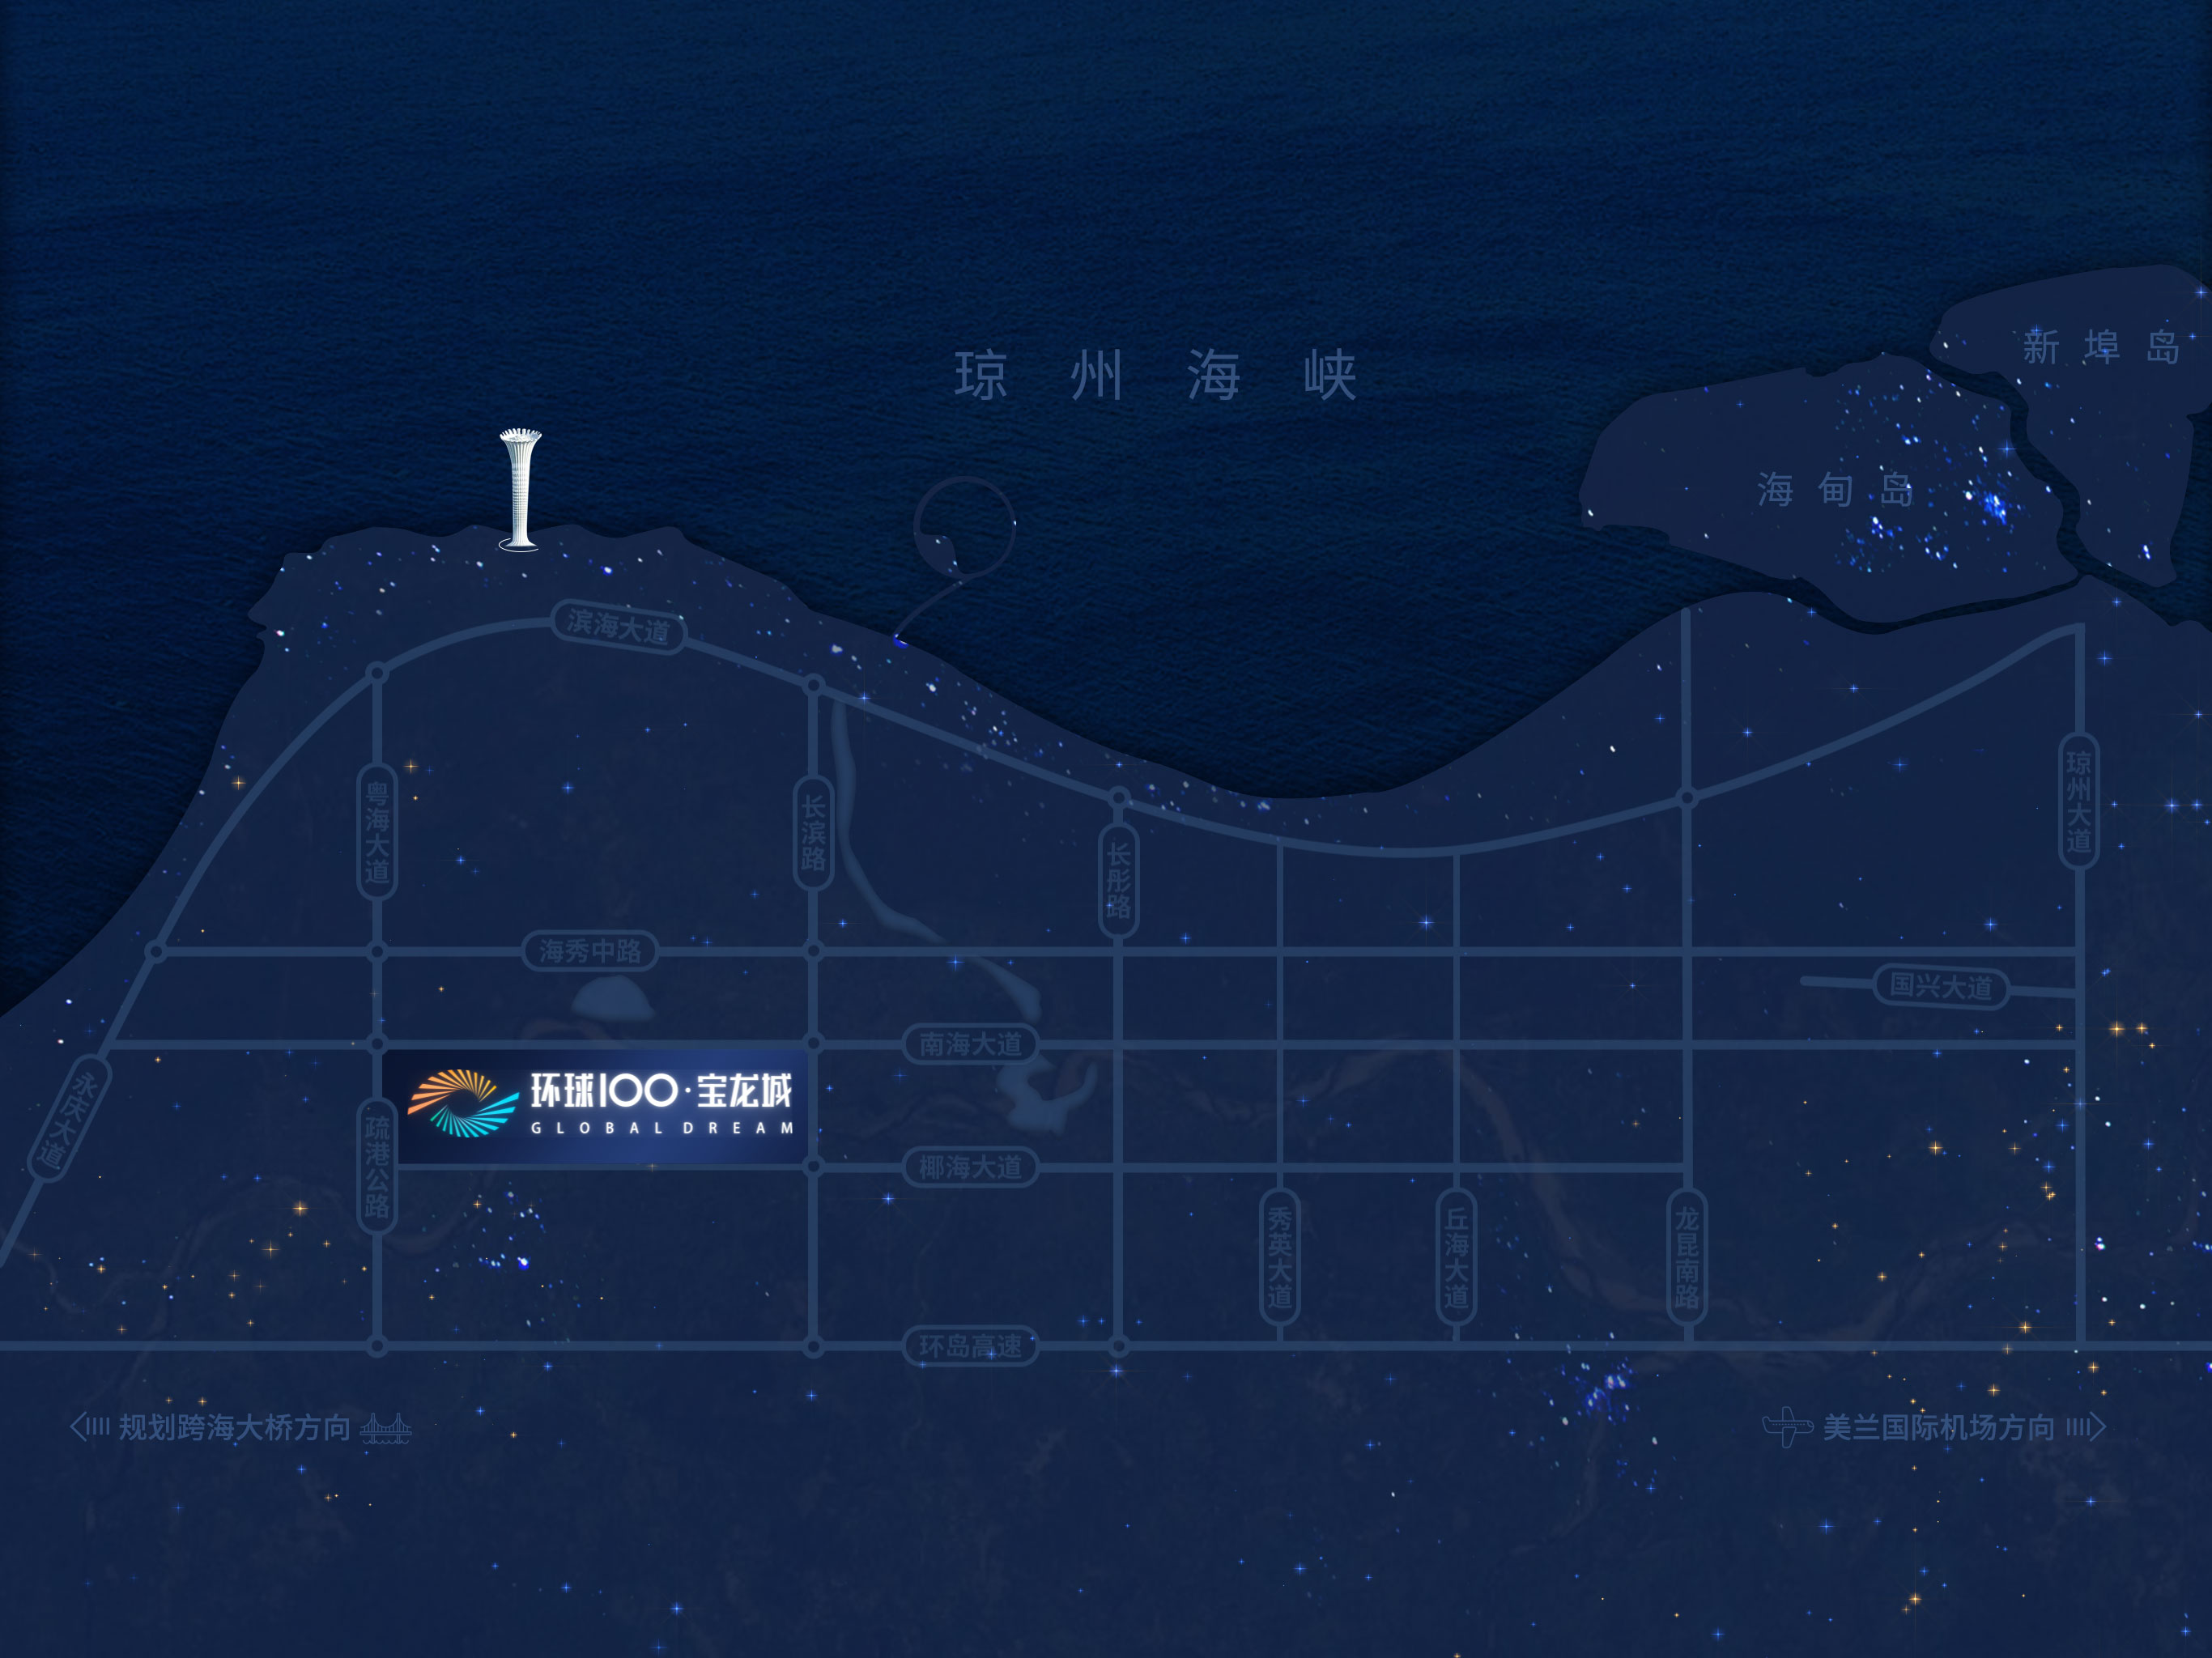 新埠岛
琼州海峡
海甸岛
滨海大道
琼州大道
粤海大道
长滨路
长彤路
海秀中路
国兴大道
南海大道
永庆大道
疏港公路
环球100·宝龙城
GLOBAL DREAM
椰海大道
秀英大道
丘海大道
龙昆南路
环岛高速
规划跨海大桥方向
美兰国际机场方向